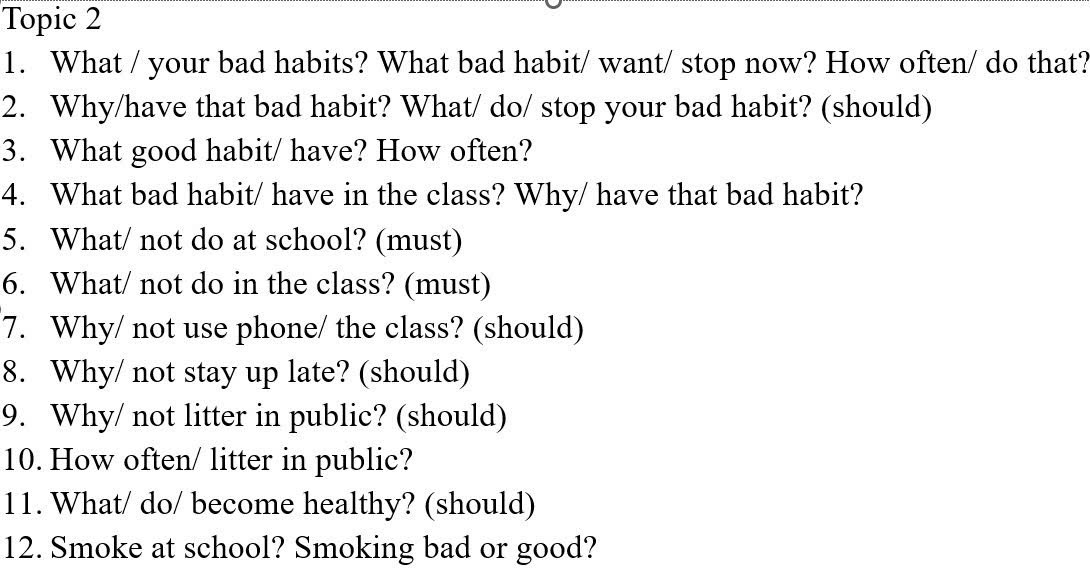 Topic 2
1. What / your bad habits? What bad habit/ want/ stop now? How often/ do that?
2. Why/have that bad habit? What/ do/ stop your bad habit? (should)
3. What good habit/ have? How often?
4. What bad habit/ have in the class? Why/ have that bad habit?
5. What/ not do at school? (must)
6. What/ not do in the class? (must)
7. Why/ not use phone/ the class? (should)
8. Why/ not stay up late? (should)
9. Why/ not litter in public? (should)
10. How often/ litter in public?
11. What/ do/ become healthy? (should)
12. Smoke at school? Smoking bad or good?